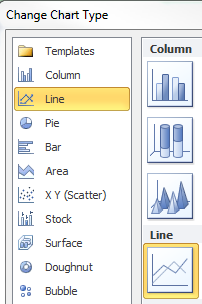 Change Chart Type
Templates
Column
Line
Pie
Bar
Area
X Y (Scatter)
Stock
Surface
Doughnut
Bubble
Column
Line